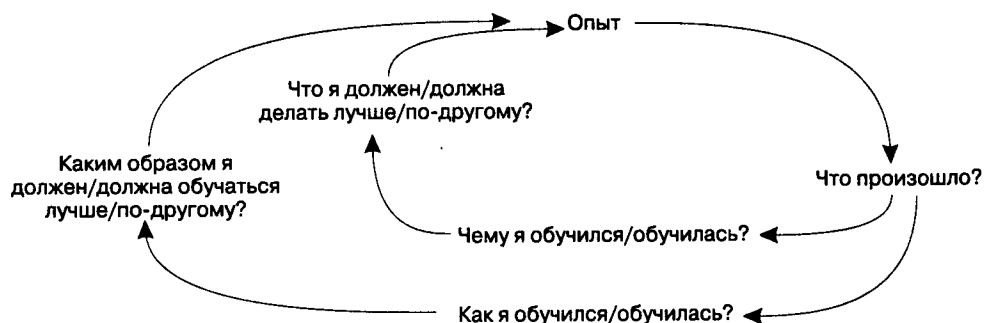 Опыт
Что я должен/должна
делать лучше/по-другому?
Каким образом я
должен/должна обучаться
лучше/по-другому?
Что произошло?
Чему я обучился/обучилась?
Как я обучился/обучилась?